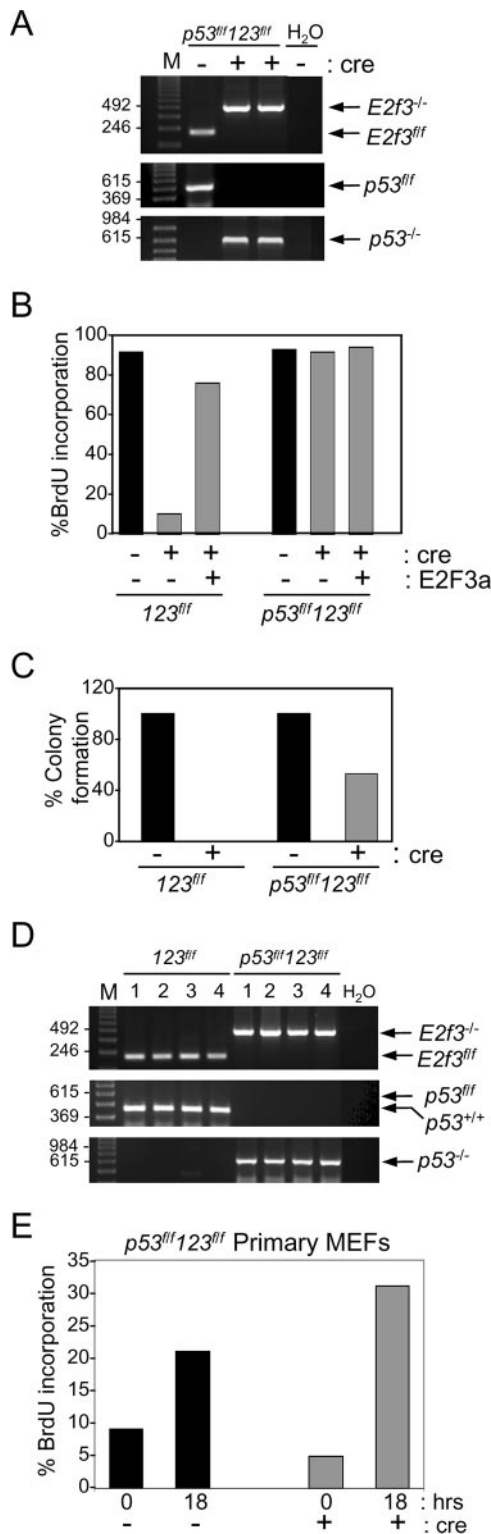 A
p53f/f123f/f H2O
M - + + - : cre
492
246
E2f3-/-
E2f3f/f
615
369
p53f/f
984
615
p53-/-
B
%BrdU incorporation
100
80
60
40
20
0
- + + - + + : cre
- - + - - + : E2F3a
123f/f p53f/f123f/f
C
% Colony formation
120
80
40
0
- + - + : cre
123f/f p53f/f123f/f
D
123f/f p53f/f123f/f
M 1 2 3 4 1 2 3 4 H2O
492
246
E2f3-/-
E2f3f/f
615
369
p53f/f
p53+/+
984
615
p53-/-
E
p53f/f123f/f Primary MEFs
% BrdU incorporation
35
30
25
20
15
10
5
0
0 18 0 18 : hrs
- - + + : cre